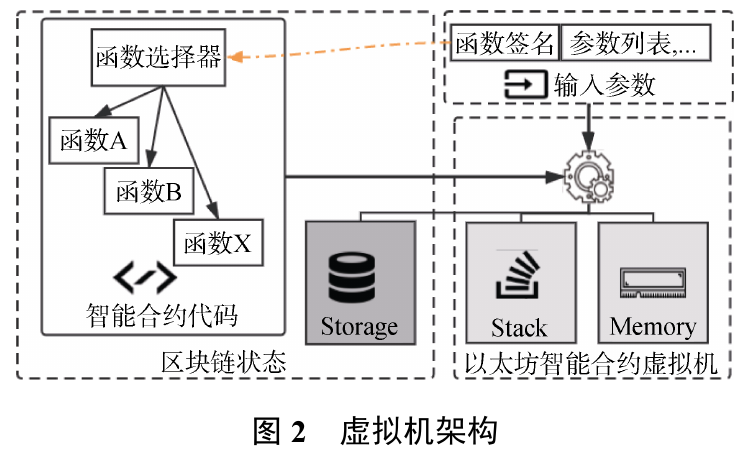 函数选择器
函数A
函数B
函数X
智能合约代码
Storage
区块链状态
函数签名 参数列表,...
输入参数
Stack
Memory
以太坊智能合约虚拟机
图 2 虚拟机架构